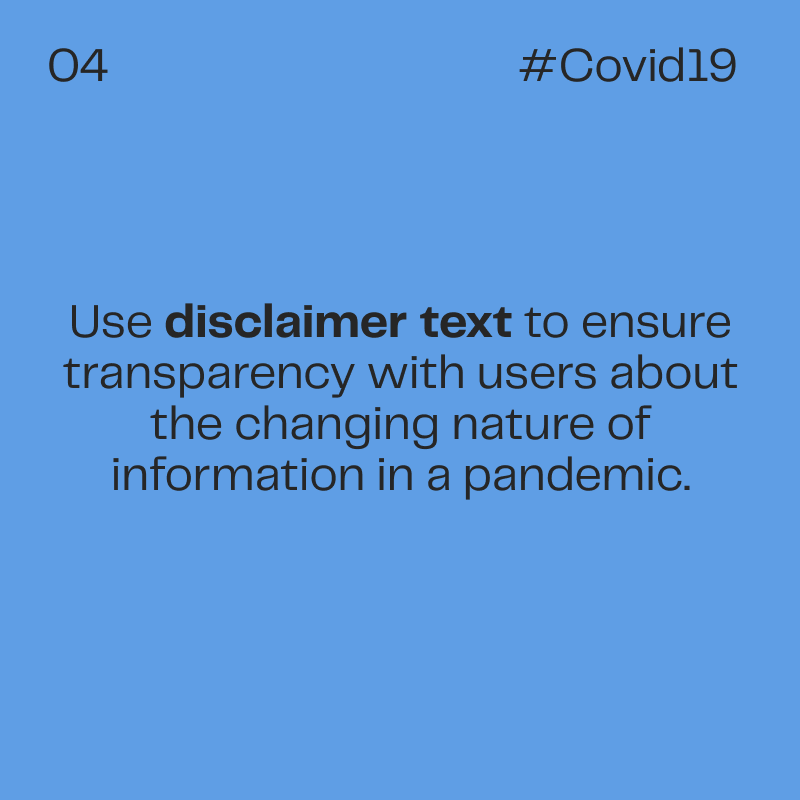 04
#Covid19
Use disclaimer text to ensure
transparency with users about
the changing nature of
information in a pandemic.